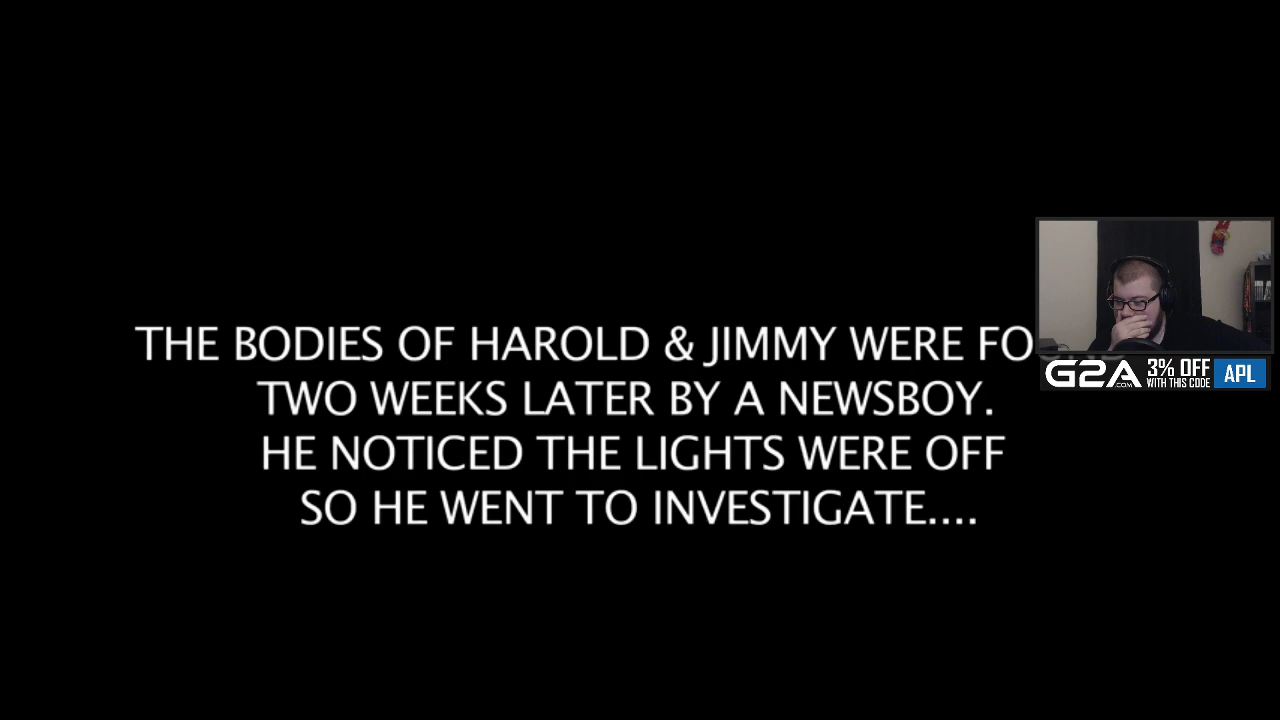 THE BODIES OF HAROLD & JIMMY WERE
TWO WEEKS LATER BY A NEWSBOY.
HE NOTICED THE LIGHTS WERE OFF
SO HE WENT TO INVESTIGATE....
G2A.COM
3% OFF
WITH THIS CODE
APL